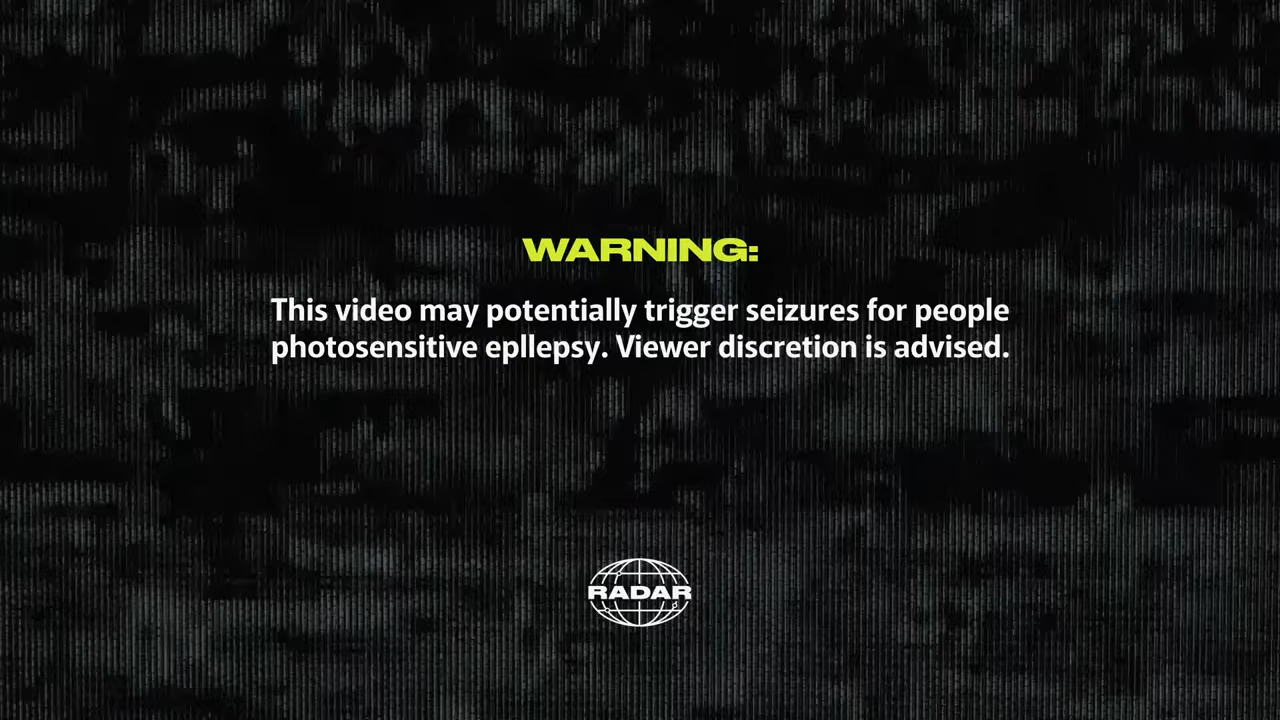 WARNING:
This video may potentially trigger seizures for people
photosensitive epllepsy. Viewer discretion is advised.
RADAR